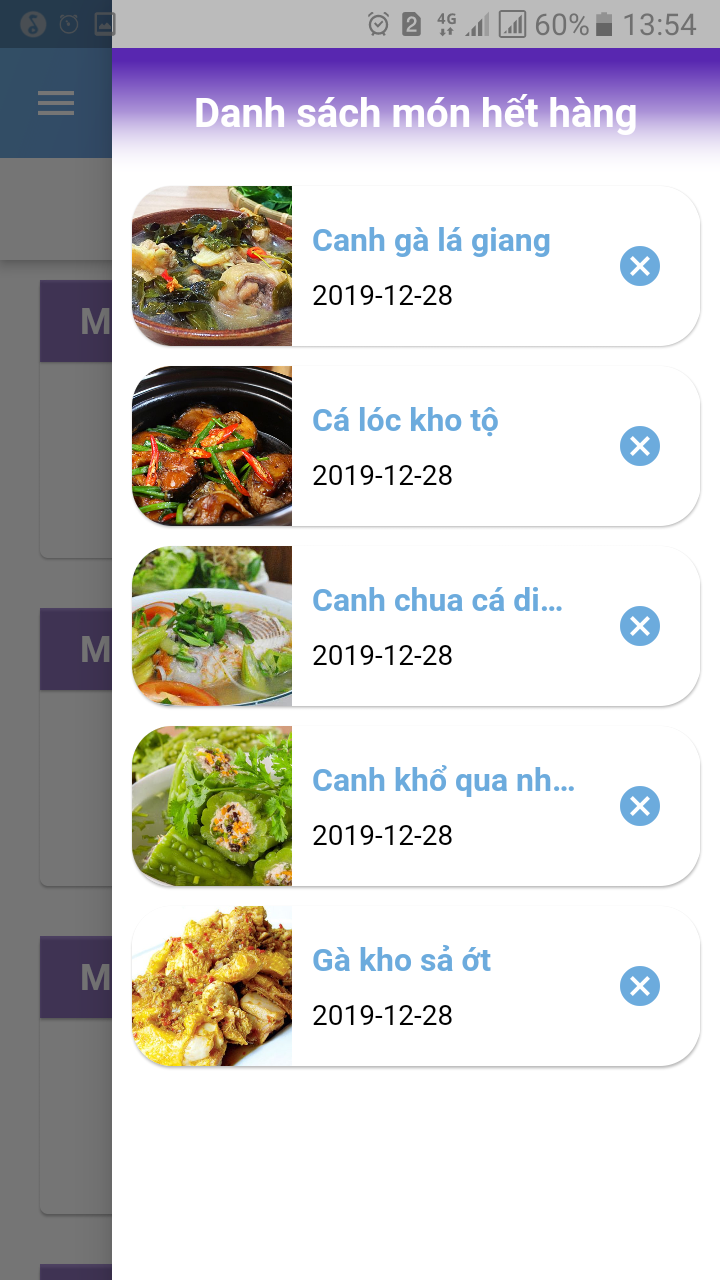 2 4G 60% 13:54
Danh sách món hết hàng
Canh gà lá giang
2019-12-28
Cá lóc kho tộ
2019-12-28
Canh chua cá di...
2019-12-28
Canh khổ qua nh...
2019-12-28
Gà kho sả ớt
2019-12-28
M
M
M